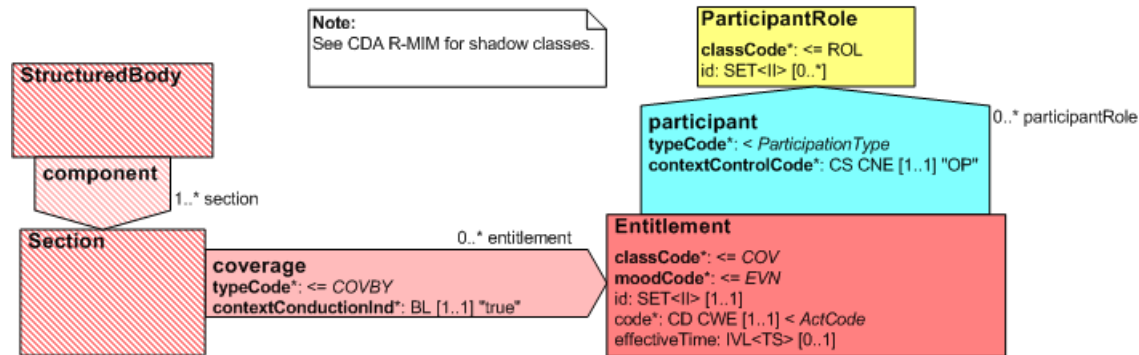 Note:
See CDA R-MIM for shadow classes.
ParticipantRole
classCode*: <= ROL
id: SET<II> [0..*]
StructuredBody
component
1..* section
participant
typeCode*: < ParticipationType
contextControlCode*: CS CNE [1..1] "OP"
0..* participantRole
Section
0..* entitlement
coverage
typeCode*: <= COVBY
contextConductionInd*: BL [1..1] "true"
Entitlement
classCode*: <= COV
moodCode*: <= EVN
id: SET<II> [1..1]
code*: CD CWE [1..1] < ActCode
effectiveTime: IVL<TS> [0..1]